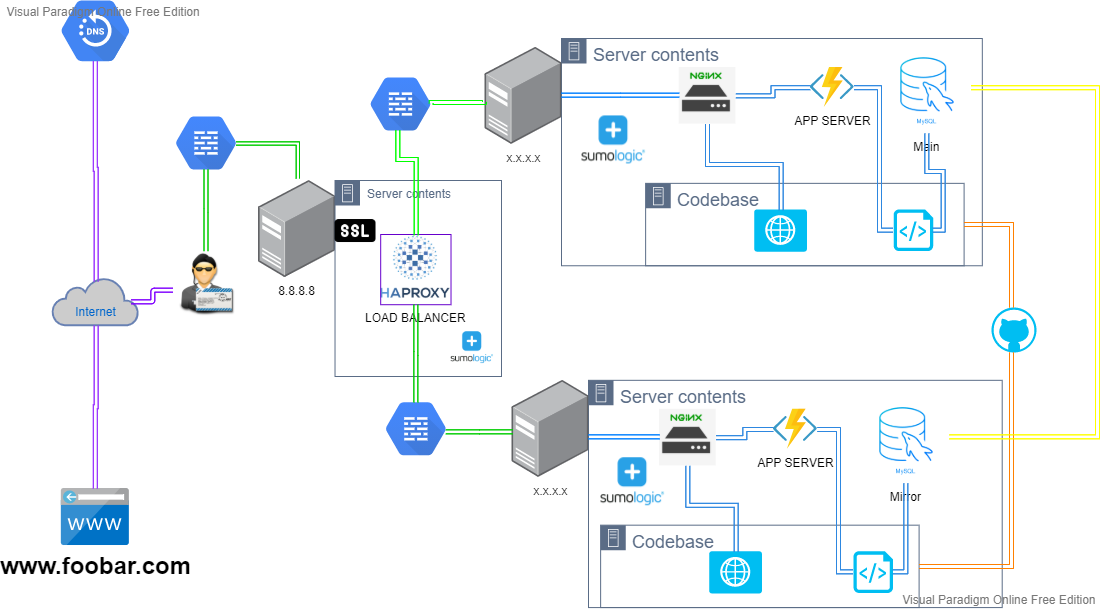 Visual Paradigm Online Free Edition
DNS
Server contents
NGINX
APP SERVER
MySQL
Main
sumologic
X.X.X.X
Codebase
</>
Server contents
SSL
8.8.8.8
HAPROXY
LOAD BALANCER
sumologic
Internet
Server contents
NGINX
APP SERVER
MySQL
Mirror
sumologic
X.X.X.X
Codebase
</>
WWW
www.foobar.com
Visual Paradigm Online Free Edition